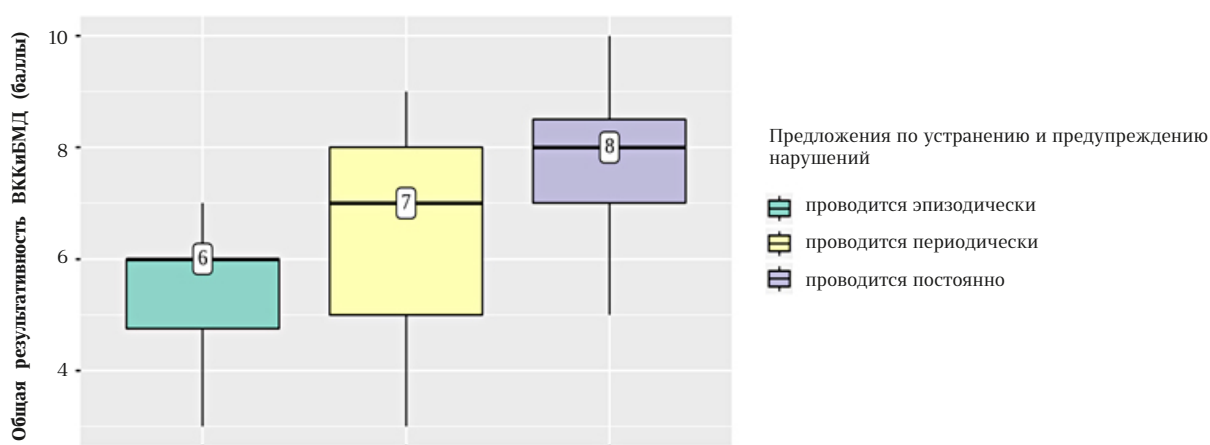 Общая результативность ВККиБМД (баллы)
10
8
6
4
6
7
8
Предложения по устранению и предупреждению
нарушений
проводится эпизодически
проводится периодически
проводится постоянно